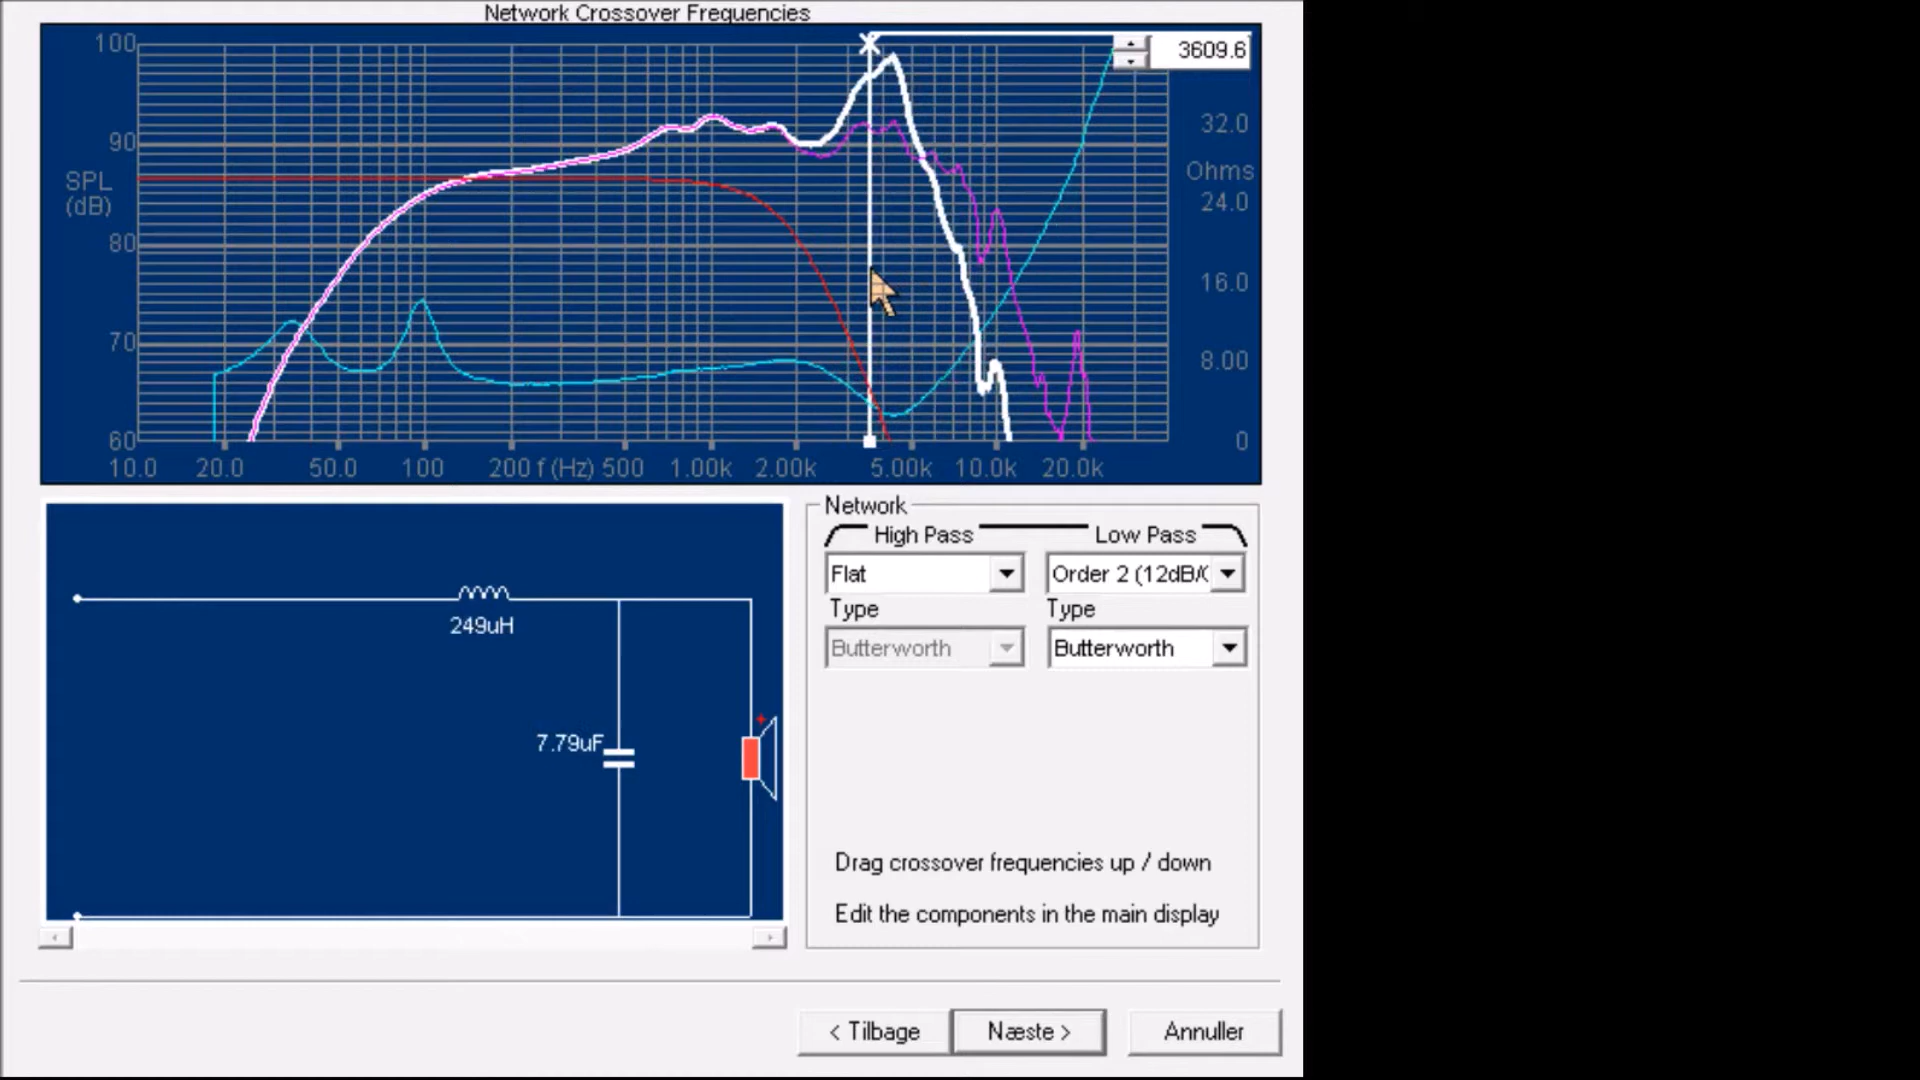 Network Crossover Frequencies
100
3609.6
90
32.0
SPL
(dB)
Ohms
24.0
80
16.0
70
8.00
60
0
10.0 20.0 50.0 100 200 f (Hz) 500 1.00k 2.00k 5.00k 10.0k 20.0k
249uH
7.79uF
+
Network
High Pass Low Pass
Flat Order 2 (12dB/
Type Type
Butterworth Butterworth
Drag crossover frequencies up / down
Edit the components in the main display
< Tilbage Næste > Annuller